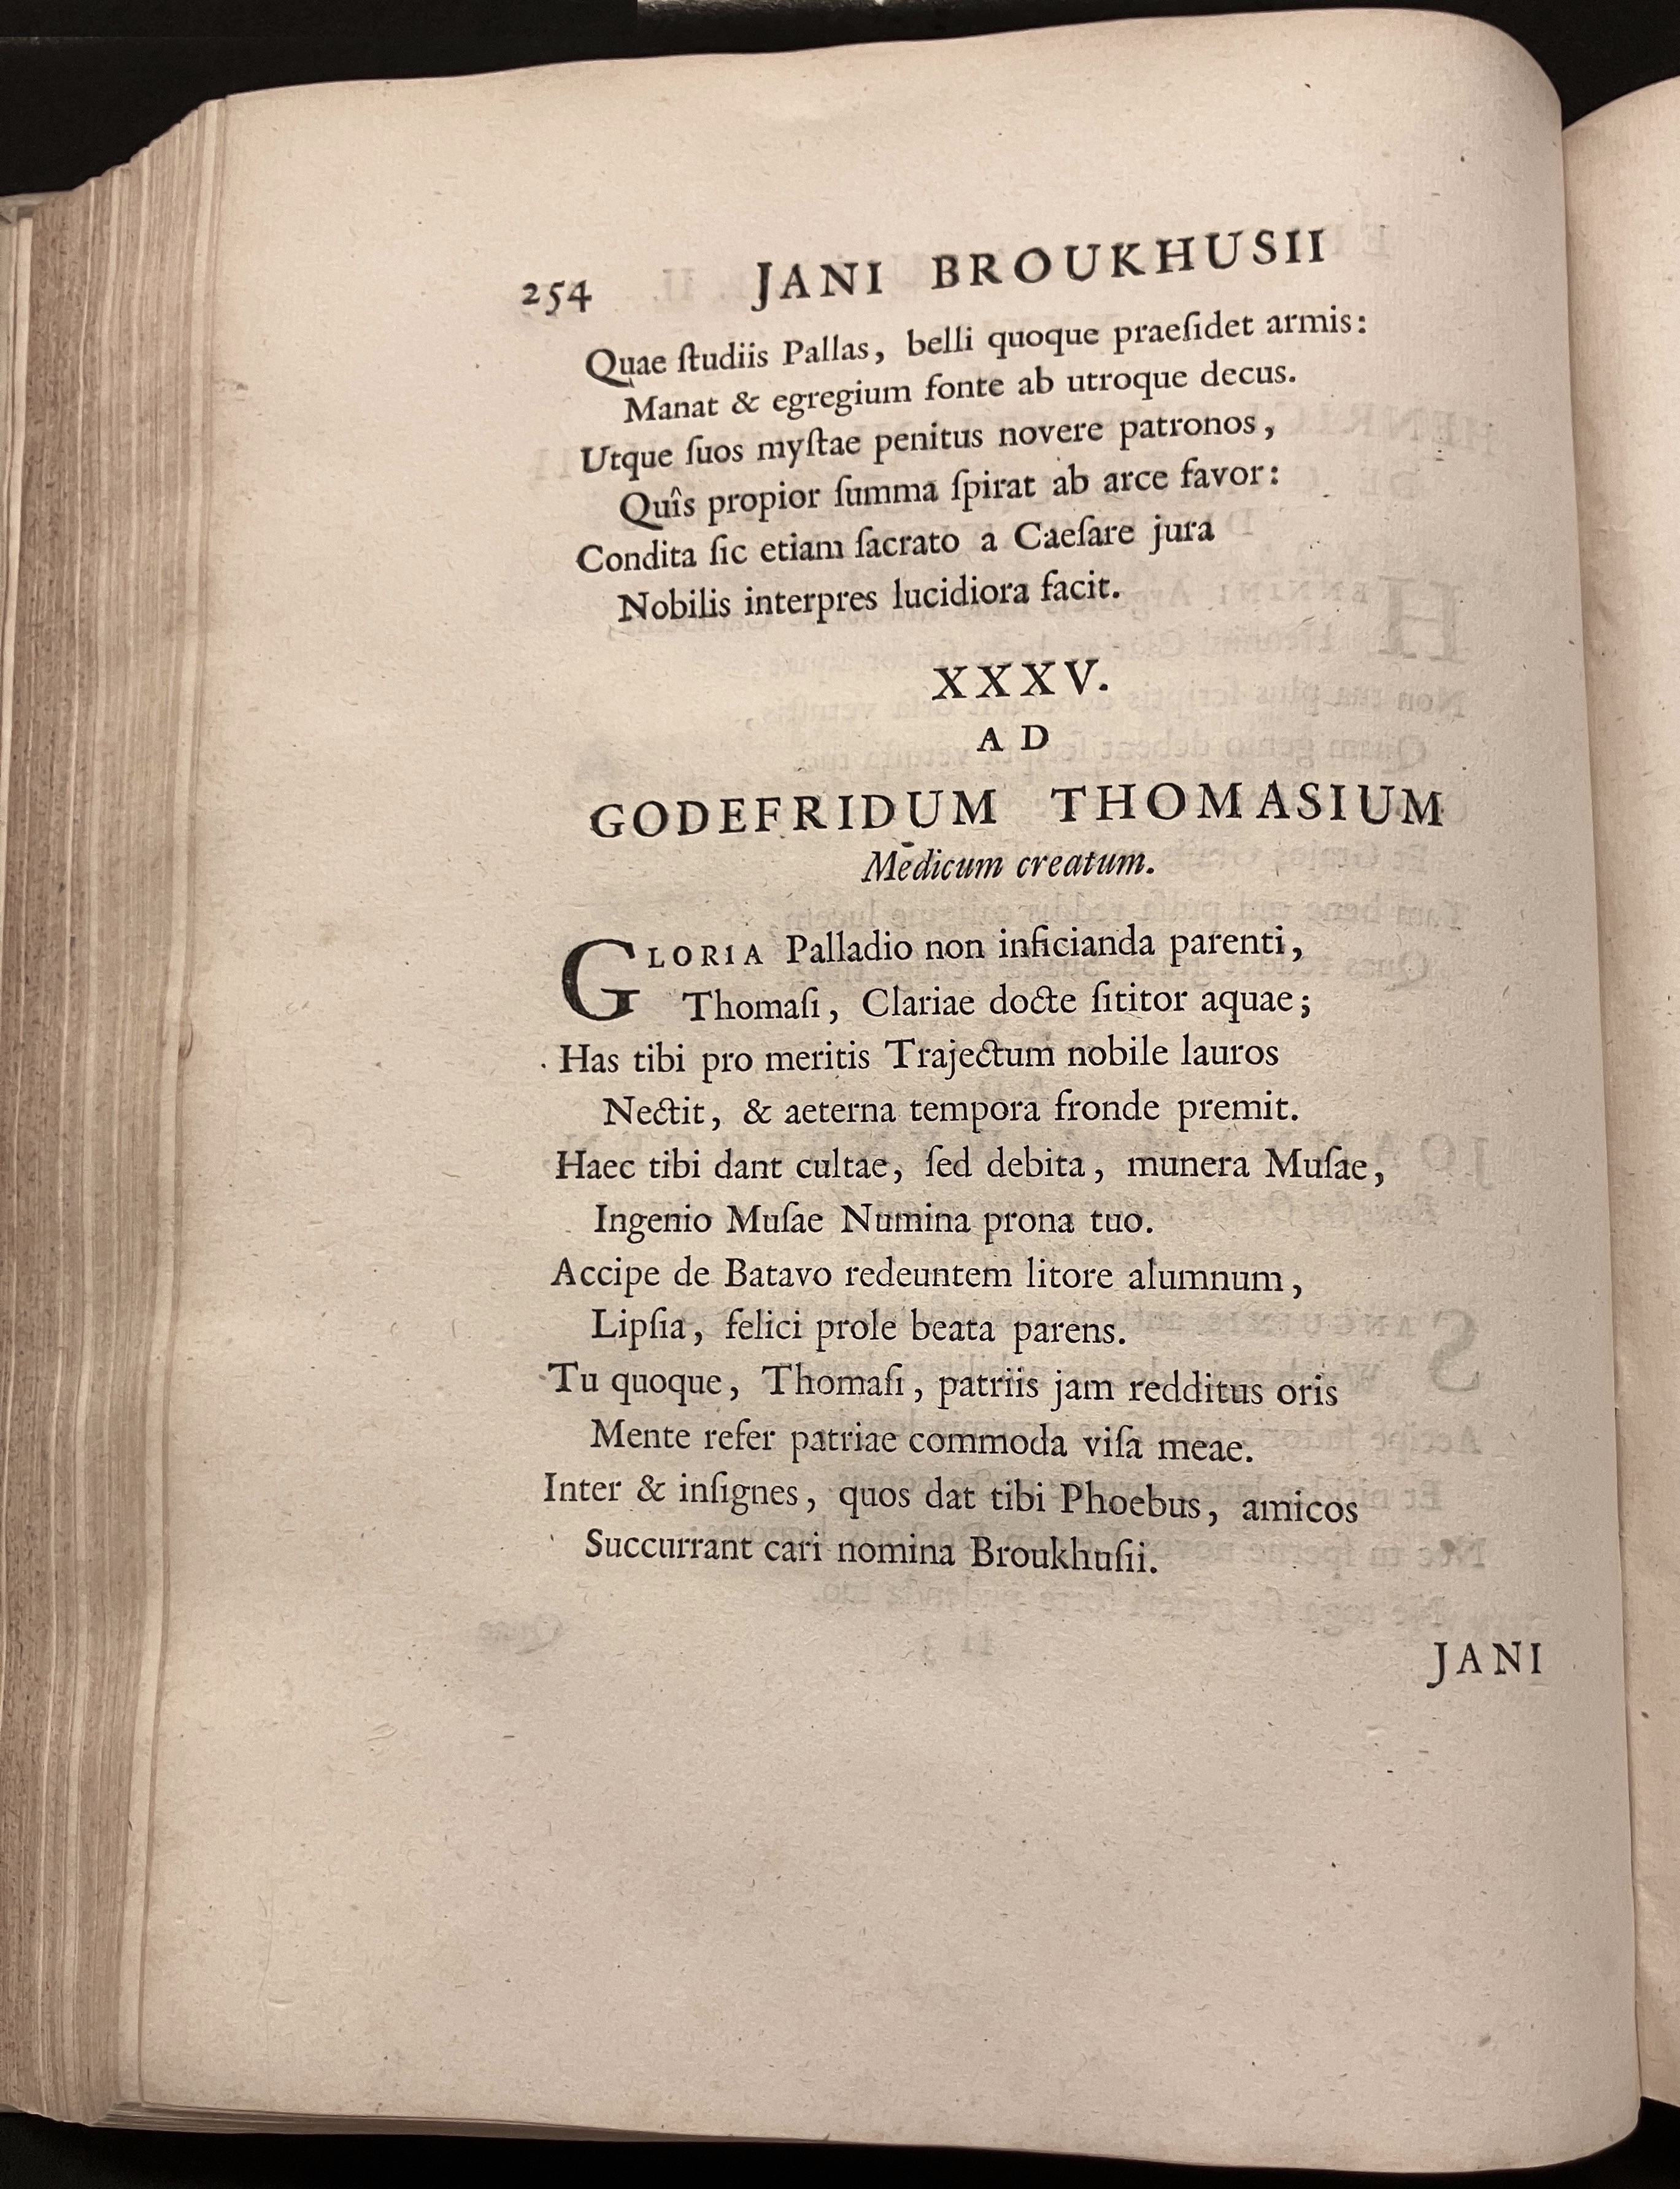 254 JANI BROUKHUSII
Quae ſtudiis Pallas, belli quoque praeſidet armis:
Manat & egregium fonte ab utroque decus.
Utque ſuos myſtae penitus novere patronos,
Quîs propior ſumma ſpirat ab arce favor:
Condita ſic etiam ſacrato a Caeſare jura
Nobilis interpres lucidiora facit.
XXXV.
AD
GODEFRIDUM THOMASIUM
Medicum creatum.
GLORIA Palladio non inficianda parenti,
Thomaſi, Clariae docte ſititor aquae;
Has tibi pro meritis Trajectum nobile lauros
Nectit, & aeterna tempora fronde premit.
Haec tibi dant cultae, ſed debita, munera Muſae,
Ingenio Muſae Numina prona tuo.
Accipe de Batavo redeuntem litore alumnum,
Lipſia, felici prole beata parens.
Tu quoque, Thomaſi, patriis jam redditus oris
Mente refer patriae commoda viſa meae.
Inter & inſignes, quos dat tibi Phoebus, amicos
Succurrant cari nomina Broukhuſii.
JANI